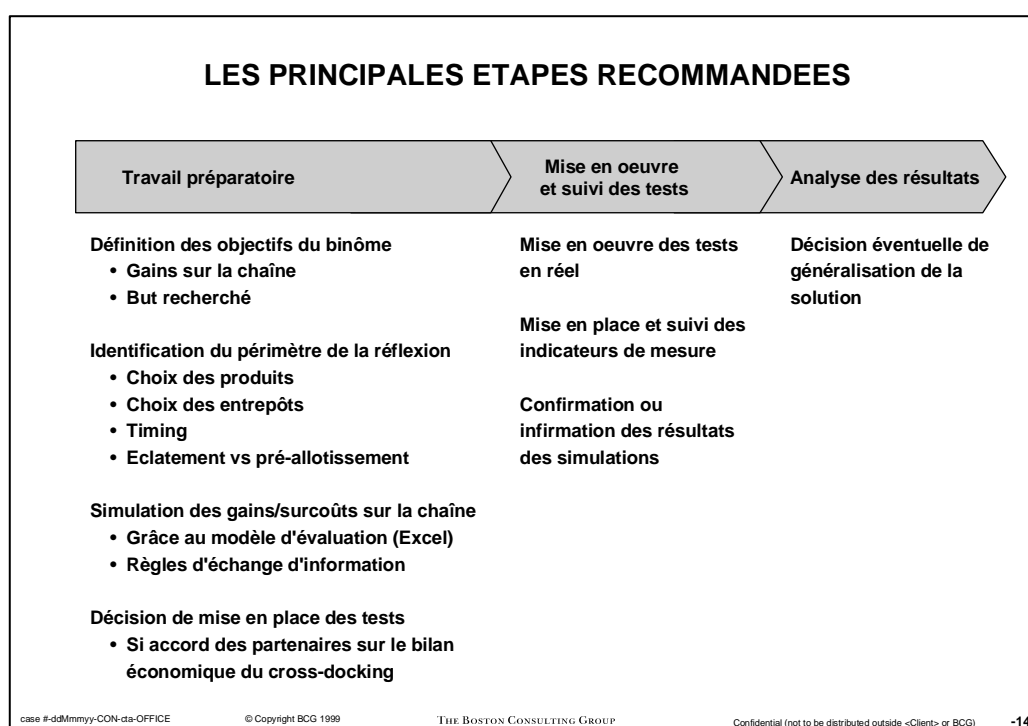 LES PRINCIPALES ETAPES RECOMMANDEES
Travail préparatoire
Mise en oeuvre
et suivi des tests
Analyse des résultats
Définition des objectifs du binôme
• Gains sur la chaîne
• But recherché
Identification du périmètre de la réflexion
• Choix des produits
• Choix des entrepôts
• Timing
• Eclatement vs pré-allotissement
Simulation des gains/surcoûts sur la chaîne
• Grâce au modèle d'évaluation (Excel)
• Règles d'échange d'information
Décision de mise en place des tests
• Si accord des partenaires sur le bilan
économique du cross-docking
Mise en oeuvre des tests
en réel
Mise en place et suivi des
indicateurs de mesure
Confirmation ou
infirmation des résultats
des simulations
Décision éventuelle de
généralisation de la
solution
case #-ddMmmyy-CON-cta-OFFICE
© Copyright BCG 1999
THE BOSTON CONSULTING GROUP
Confidential (not to be distributed outside <Client> or BCG)
-14